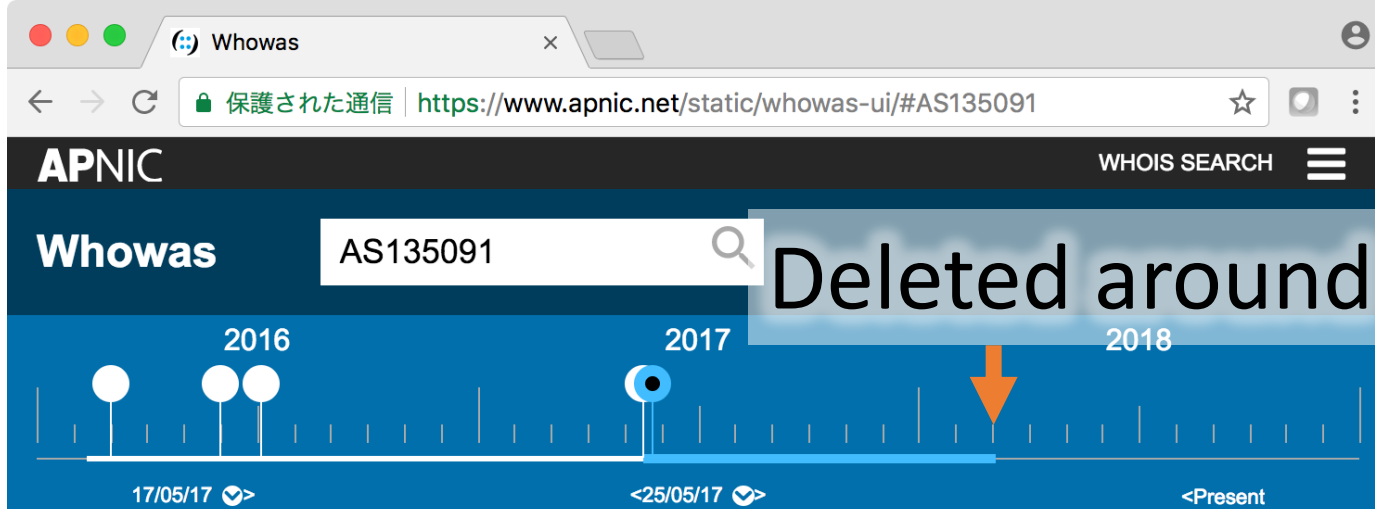 Whowas
保護された通信 https://www.apnic.net/static/whowas-ui/#AS135091
APNIC WHOIS SEARCH
Whowas AS135091
Deleted around
2016 2017 2018
17/05/17 > <25/05/17 > <Present